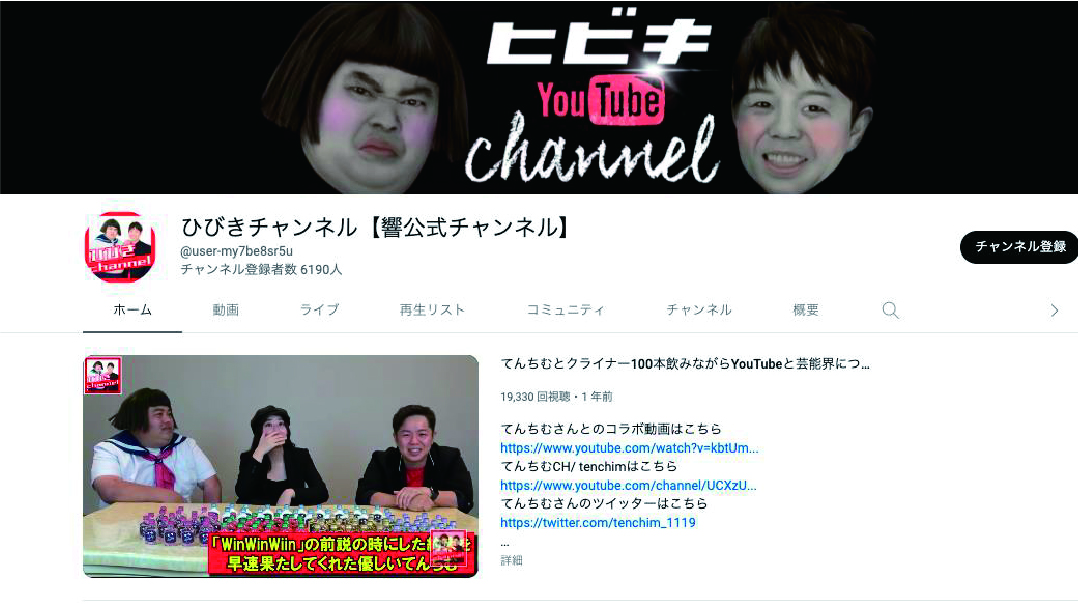 ヒビキ
YouTube
channel
ひびき
channel
ひびきチャンネル【響公式チャンネル】
@user-my7be8sr5u
チャンネル登録者数 6190人
チャンネル登録
ホーム 動画 ライブ 再生リスト コミュニティ チャンネル 概要
てんちむとクライナー100本飲みながらYouTubeと芸能界につ...
19,330 回視聴・1 年前
てんちむさんとのコラボ動画はこちら
https://www.youtube.com/watch?v=kbtUm...
てんちむCH/ tenchimはこちら
https://www.youtube.com/channel/UCXzU...
てんちむさんのツイッターはこちら
https://twitter.com/tenchim_1119
...
詳細
「WinWinWiin」の前説の時にした
早速果たしてくれた優しいてんちむ